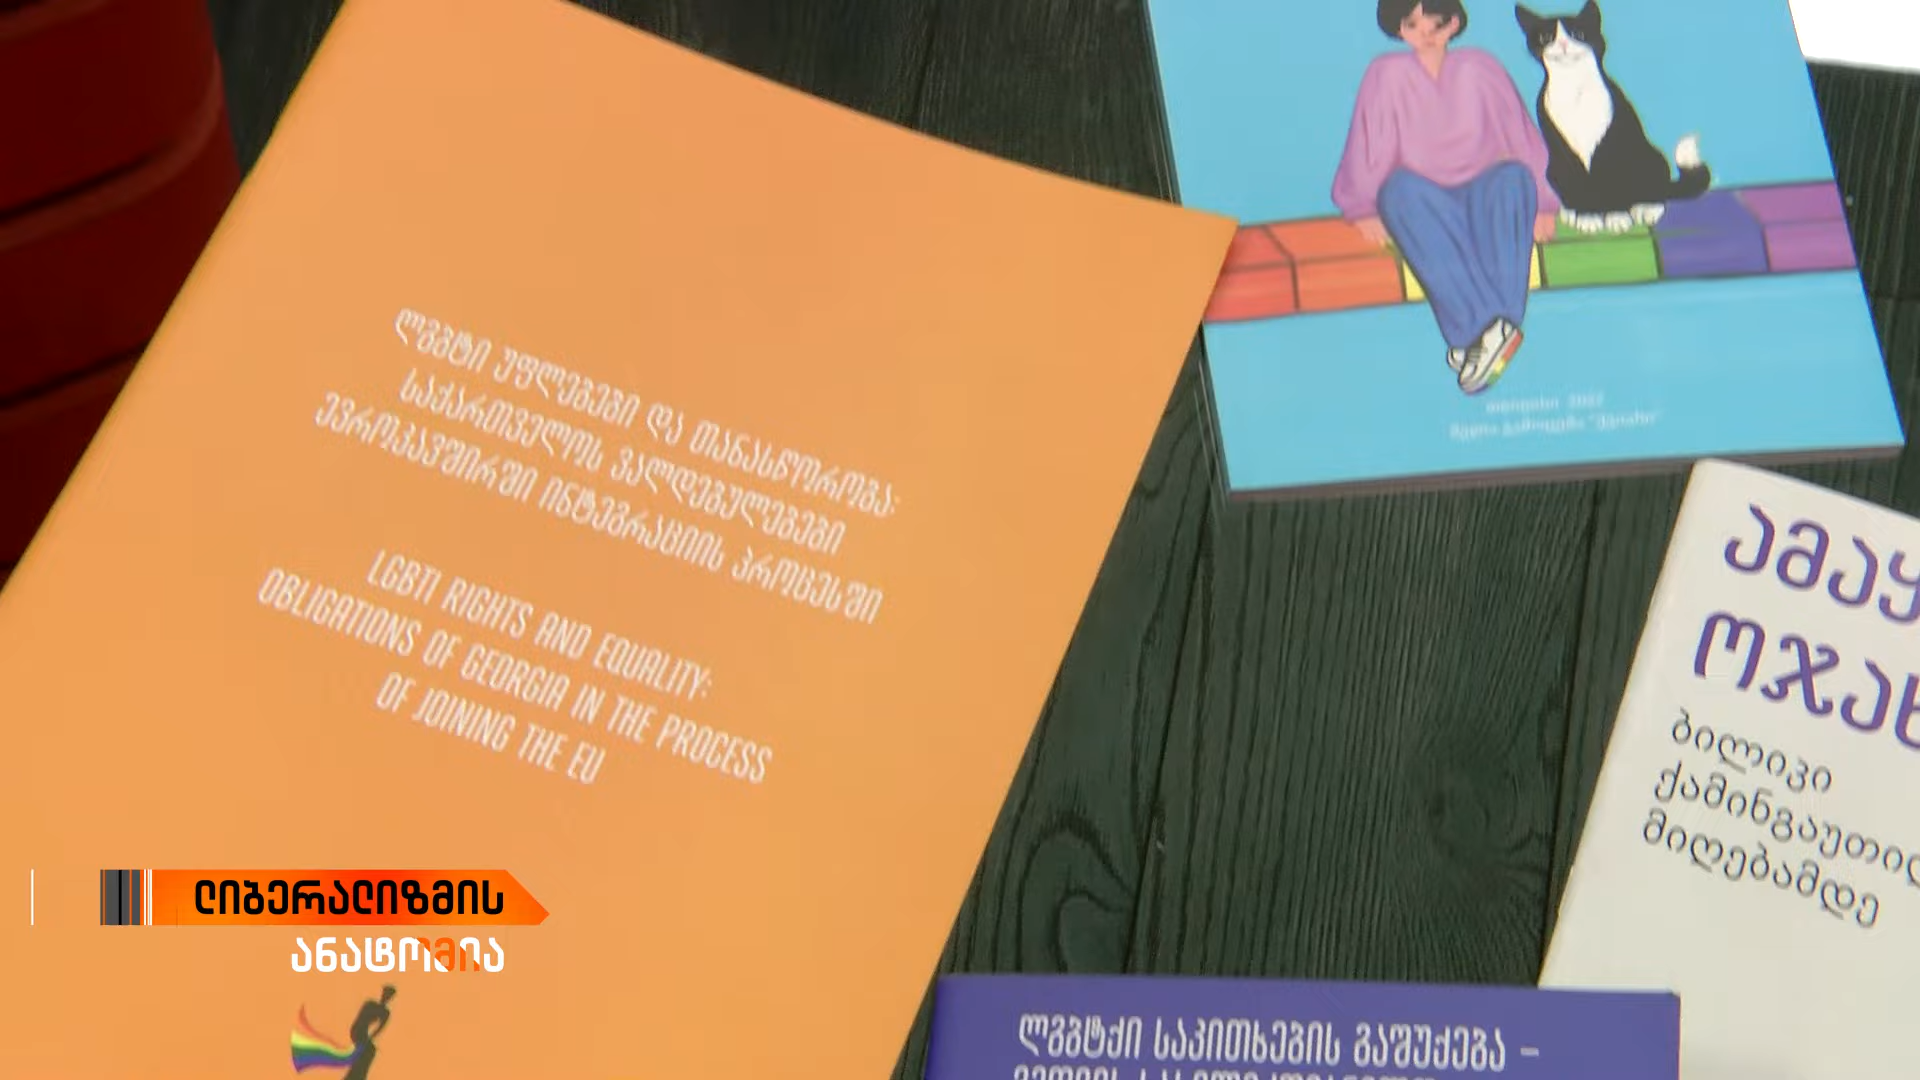 ლგბტი უფლებები და თანასწორობა:
საქართველოს ვალდებულებები
ევროკავშირში ინტეგრაციის პროცესში
LGBTI RIGHTS AND EQUALITY:
OBLIGATIONS OF GEORGIA IN THE PROCESS
OF JOINING THE EU
ამაყ
ოჯახ
ბილიკი
ქამინგაუთიდ
მიღებამდე
ლგბტქი საკითხების გაშუქება –
ლიბერალიზმის
ანატომია